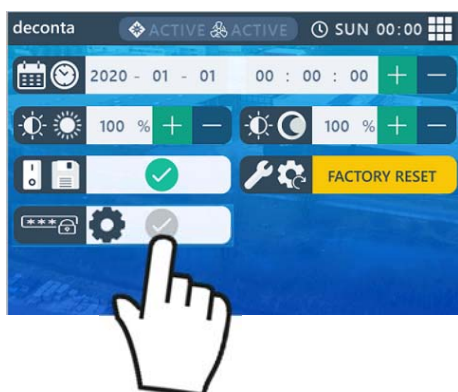 deconta ACTIVE ACTIVE SUN 00:00
2020 - 01 - 01 00 : 00 : 00 + −
100 % + − 100 % + −
FACTORY RESET
***